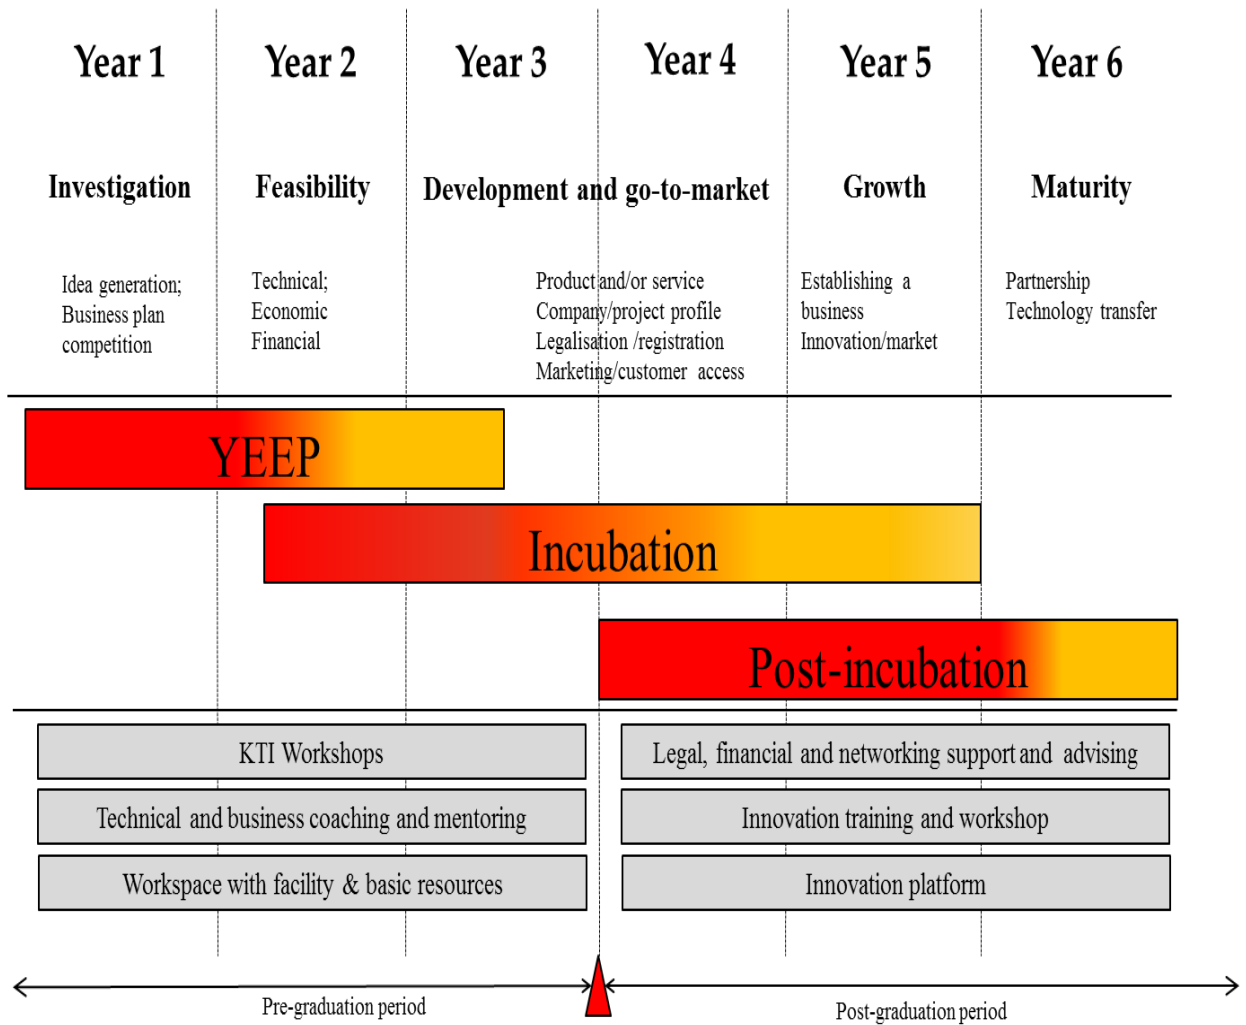 Year 1
Year 2
Year 3
Year 4
Year 5
Year 6
Investigation
Feasibility
Development and go-to-market
Growth
Maturity
Idea generation;
Business plan
competition
Technical;
Economic
Financial
Product and/or service
Company/project profile
Legalisation /registration
Marketing/customer access
Establishing a
business
Innovation/market
Partnership
Technology transfer
YEEP
Incubation
Post-incubation
KTI Workshops
Technical and business coaching and mentoring
Workspace with facility & basic resources
Legal, financial and networking support and advising
Innovation training and workshop
Innovation platform
Pre-graduation period
Post-graduation period